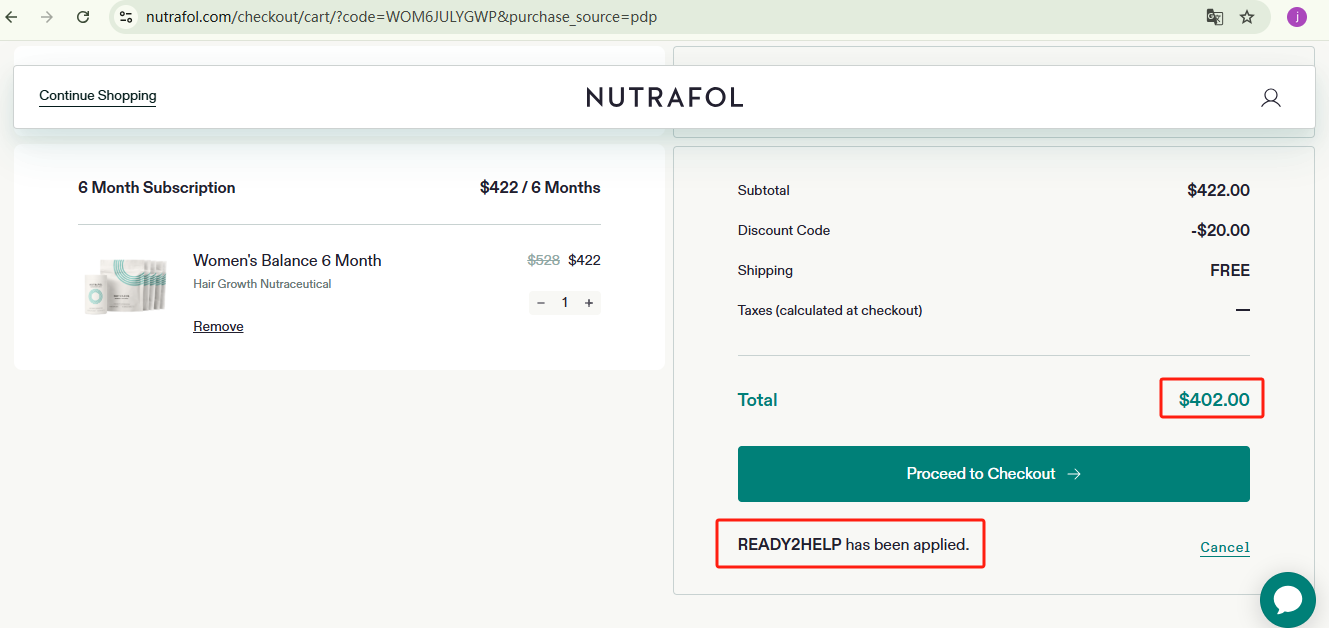 nutrafol.com/checkout/cart/?code=WOM6JULYGWP&purchase_source=pdp
j
Continue Shopping
NUTRAFOL
6 Month Subscription
$422 / 6 Months
Women's Balance 6 Month
$528 $422
Hair Growth Nutraceutical
− 1 +
Remove
Subtotal
$422.00
Discount Code
-$20.00
Shipping
FREE
Taxes (calculated at checkout)
—
Total
$402.00
Proceed to Checkout →
READY2HELP has been applied.
Cancel